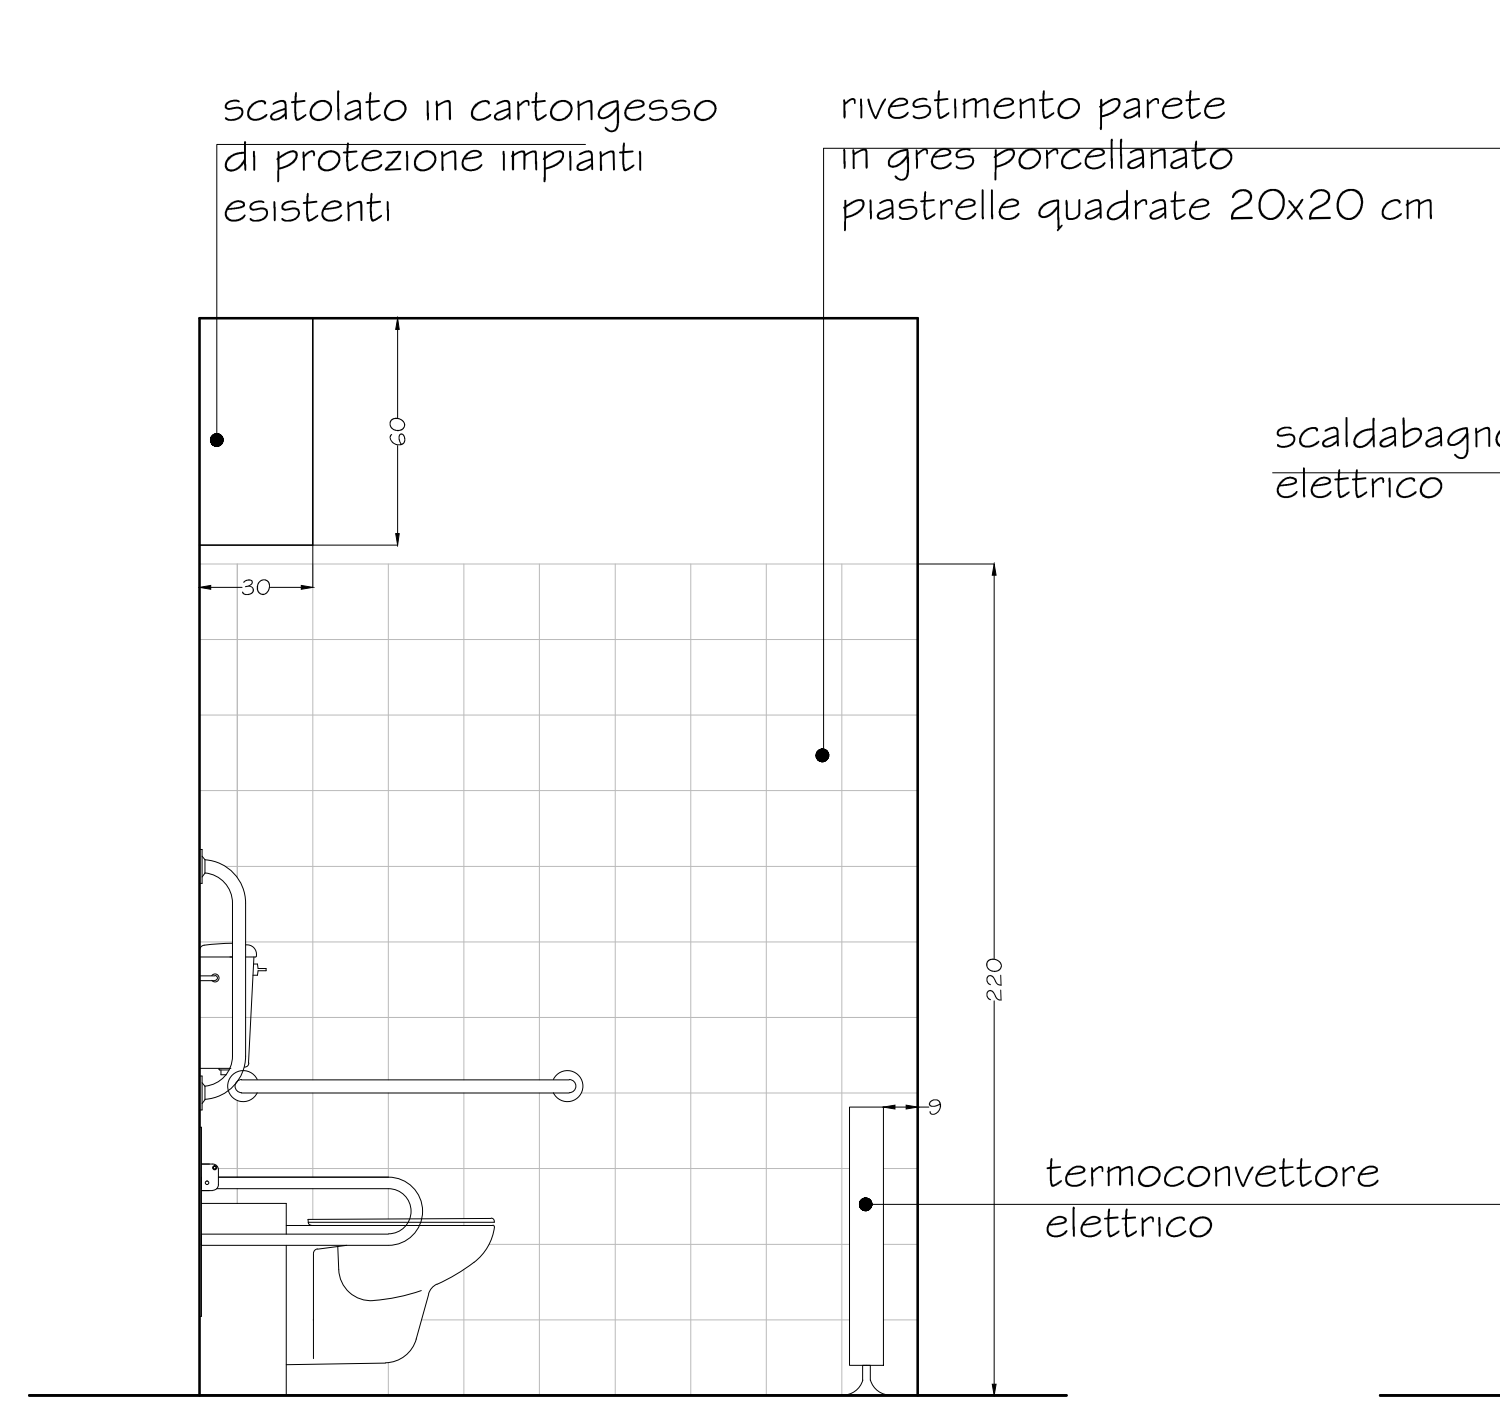 scatolato in cartongesso
di protezione impianti
esistenti
rivestimento parete
in gres porcellanato
piastrelle quadrate 20x20 cm
60
scaldabagno
elettrico
30
220
9
termoconvettore
elettrico